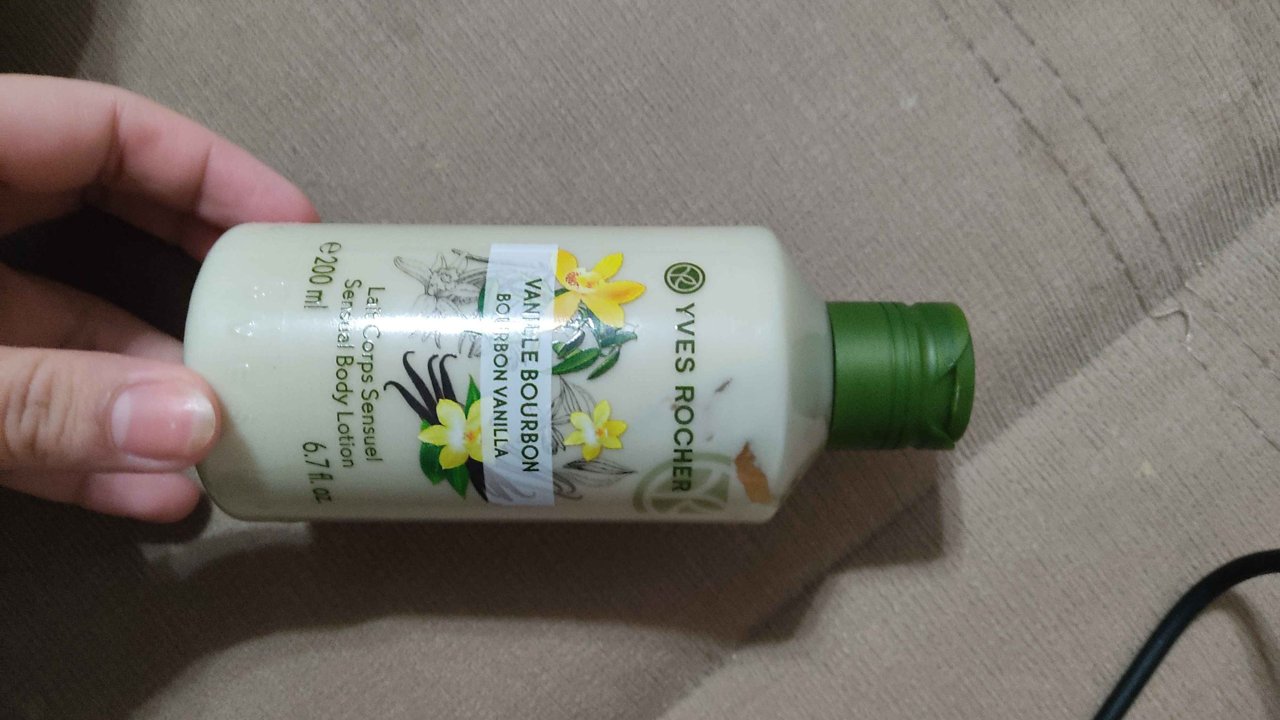 YVES ROCHER
VANILLE BOURBON
BOURBON VANILLA
Lait Corps Sensuel
Sensual Body Lotion
℮ 200 ml 6.7 fl. oz